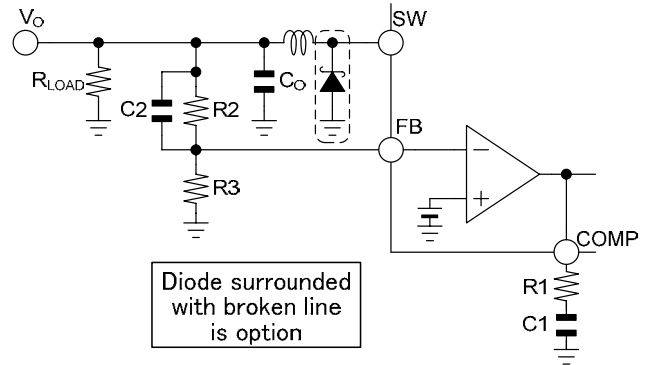 Vo
SW
RLOAD
C2
R2
Co
FB
R3
−
+
COMP
R1
C1
Diode surrounded
with broken line
is option